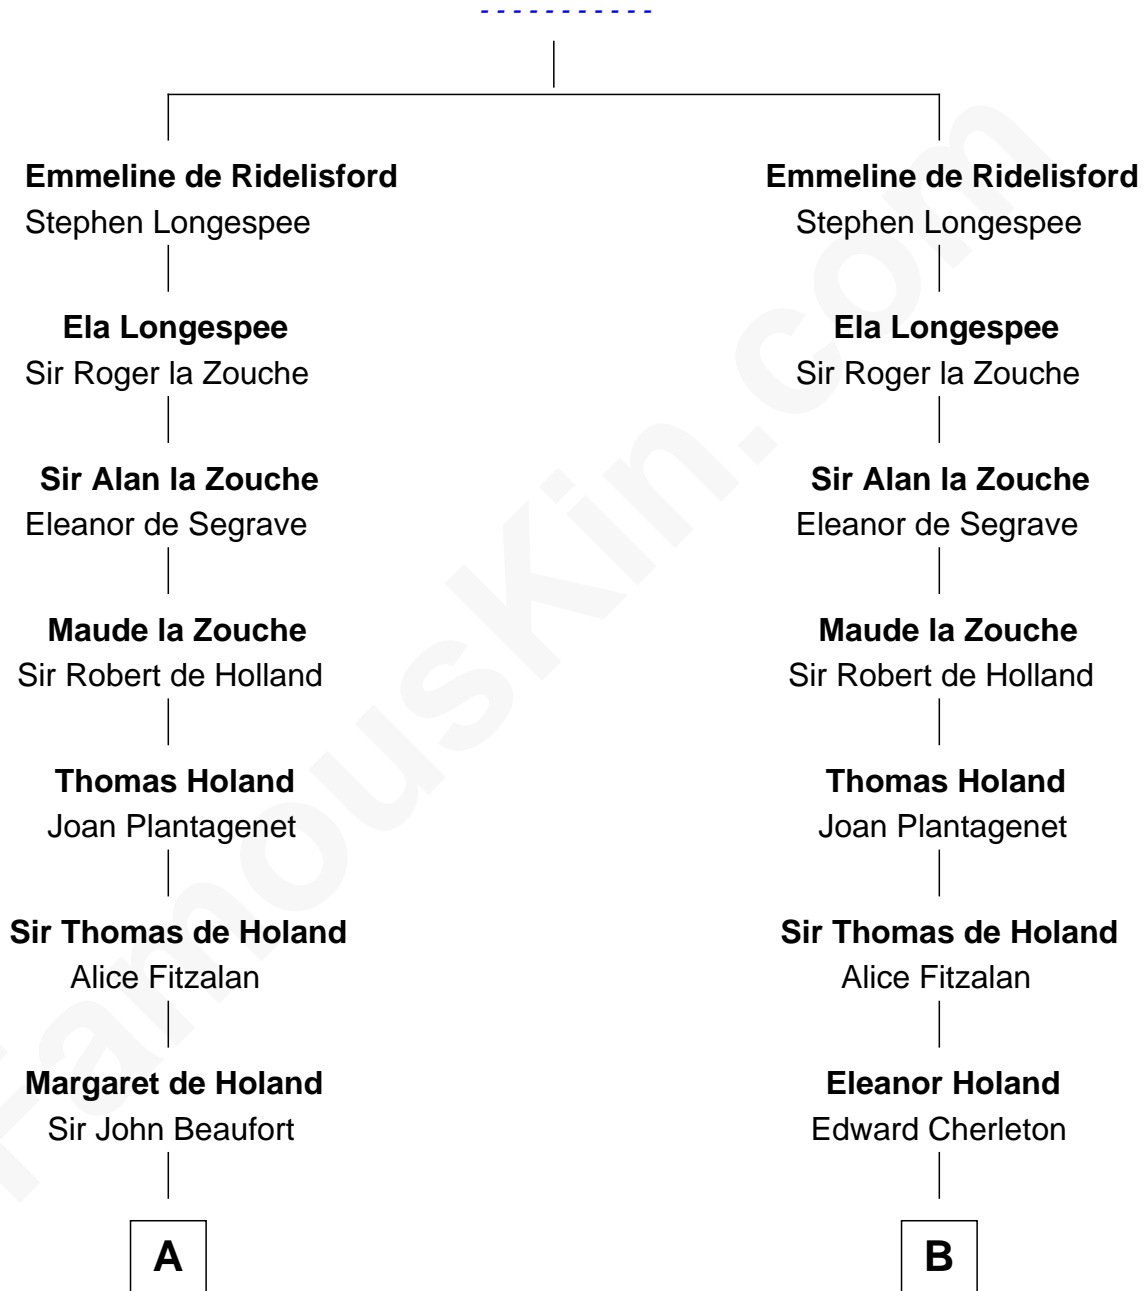 - - - - - - - - - - -
Emmeline de Ridelisford Emmeline de Ridelisford
Stephen Longespee Stephen Longespee
Ela Longespee Ela Longespee
Sir Roger la Zouche Sir Roger la Zouche
Sir Alan la Zouche Sir Alan la Zouche
Eleanor de Segrave Eleanor de Segrave
Maude la Zouche Maude la Zouche
Sir Robert de Holland Sir Robert de Holland
Thomas Holand Thomas Holand
Joan Plantagenet Joan Plantagenet
Sir Thomas de Holand Sir Thomas de Holand
Alice Fitzalan Alice Fitzalan
Margaret de Holand Eleanor Holand
Sir John Beaufort Edward Cherleton
A B
FamousKin.com